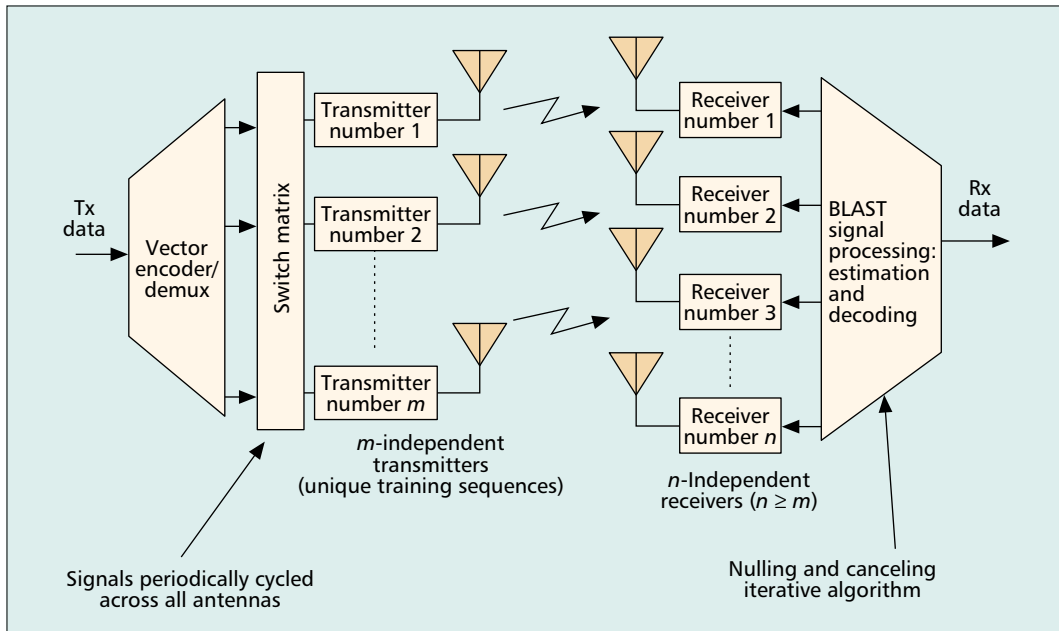 Tx
data
Vector
encoder/
demux
Switch matrix
Transmitter
number 1
Transmitter
number 2
Transmitter
number m
m-independent
transmitters
(unique training sequences)
Signals periodically cycled
across all antennas
Receiver
number 1
Receiver
number 2
Receiver
number 3
Receiver
number n
n-Independent
receivers (n ≥ m)
BLAST
signal
processing:
estimation
and
decoding
Rx
data
Nulling and canceling
iterative algorithm